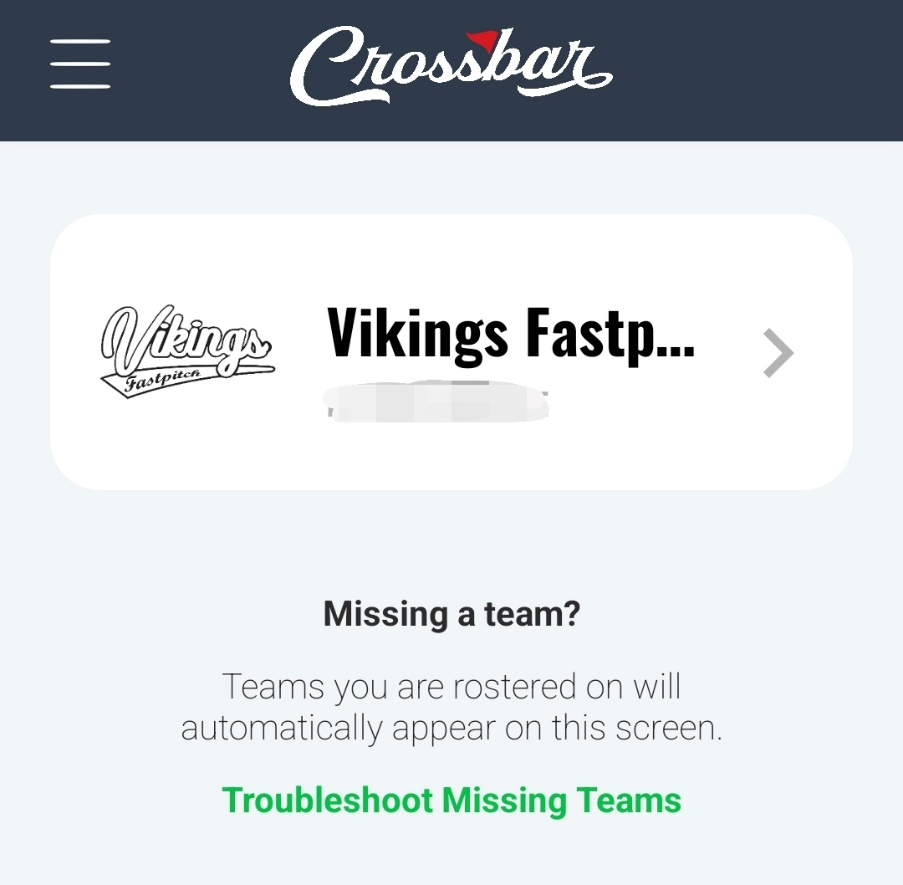 Crossbar
Vikings
Fastpitch
Vikings Fastp...
Missing a team?
Teams you are rostered on will
automatically appear on this screen.
Troubleshoot Missing Teams